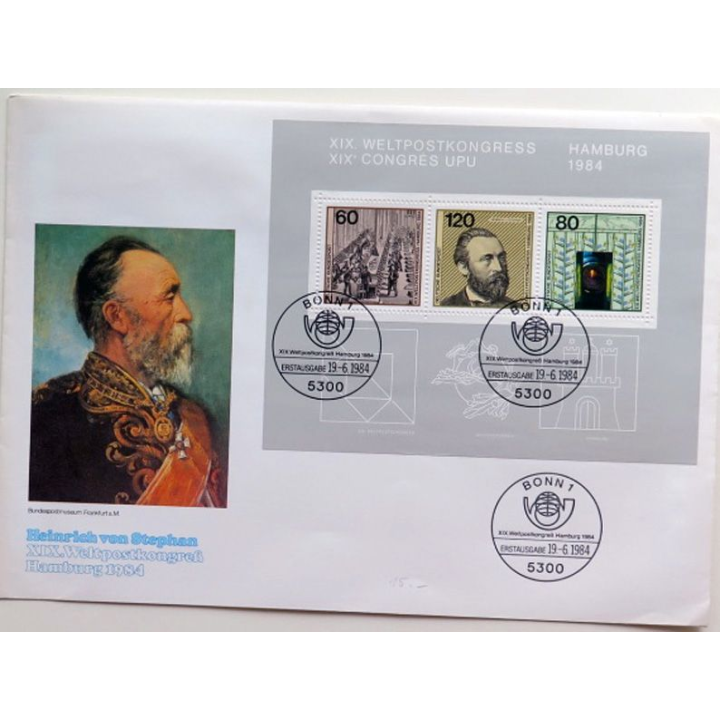 XIX. WELTPOSTKONGRESS HAMBURG
XIXᵉ CONGRÈS UPU 1984
60
120
80
BONN 1
XIX.Weltpostkongreß Hamburg 1984
ERSTAUSGABE 19.-6.1984
5300
BONN 1
XIX.Weltpostkongreß Hamburg 1984
ERSTAUSGABE 19.-6.1984
5300
BONN 1
XIX.Weltpostkongreß Hamburg 1984
ERSTAUSGABE 19.-6.1984
5300
Bundespostmuseum Frankfurt a.M.
Heinrich von Stephan
XIX.Weltpostkongreß
Hamburg 1984
15.-